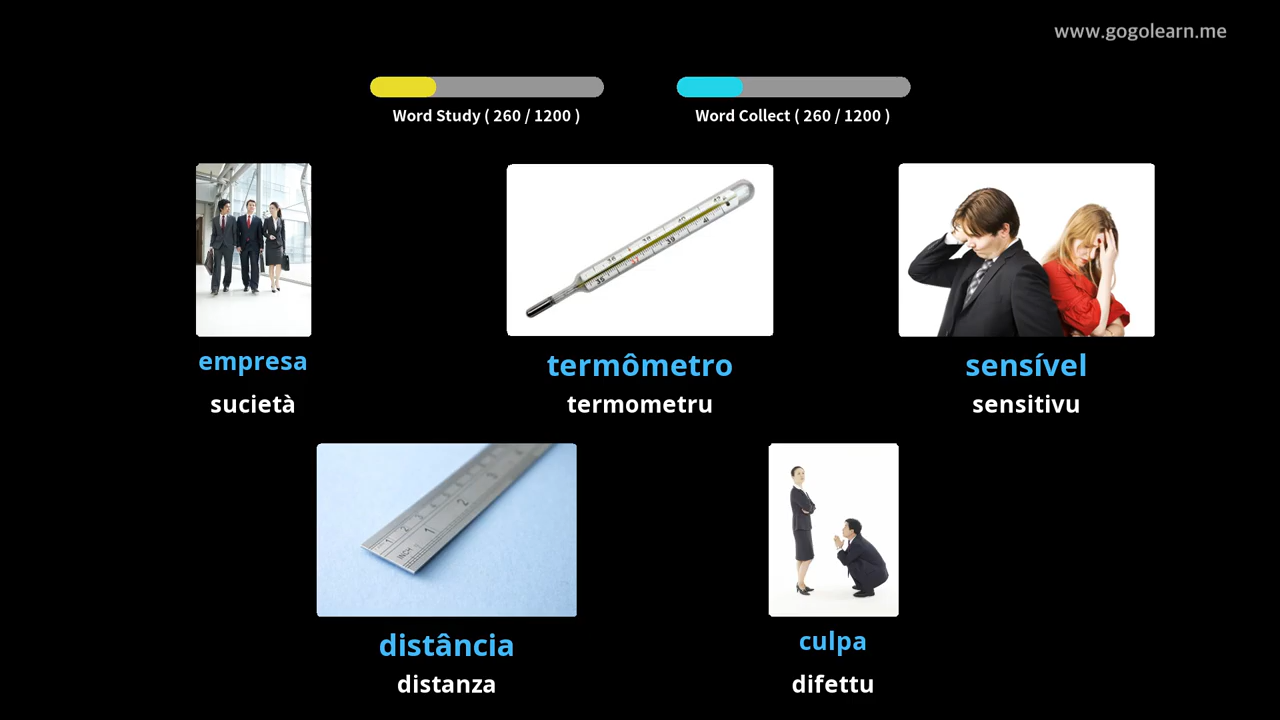 www.gogolearn.me
Word Study ( 260 / 1200 )
Word Collect ( 260 / 1200 )
empresa
sucietà
termômetro
termometru
sensível
sensitivu
distância
distanza
culpa
difettu